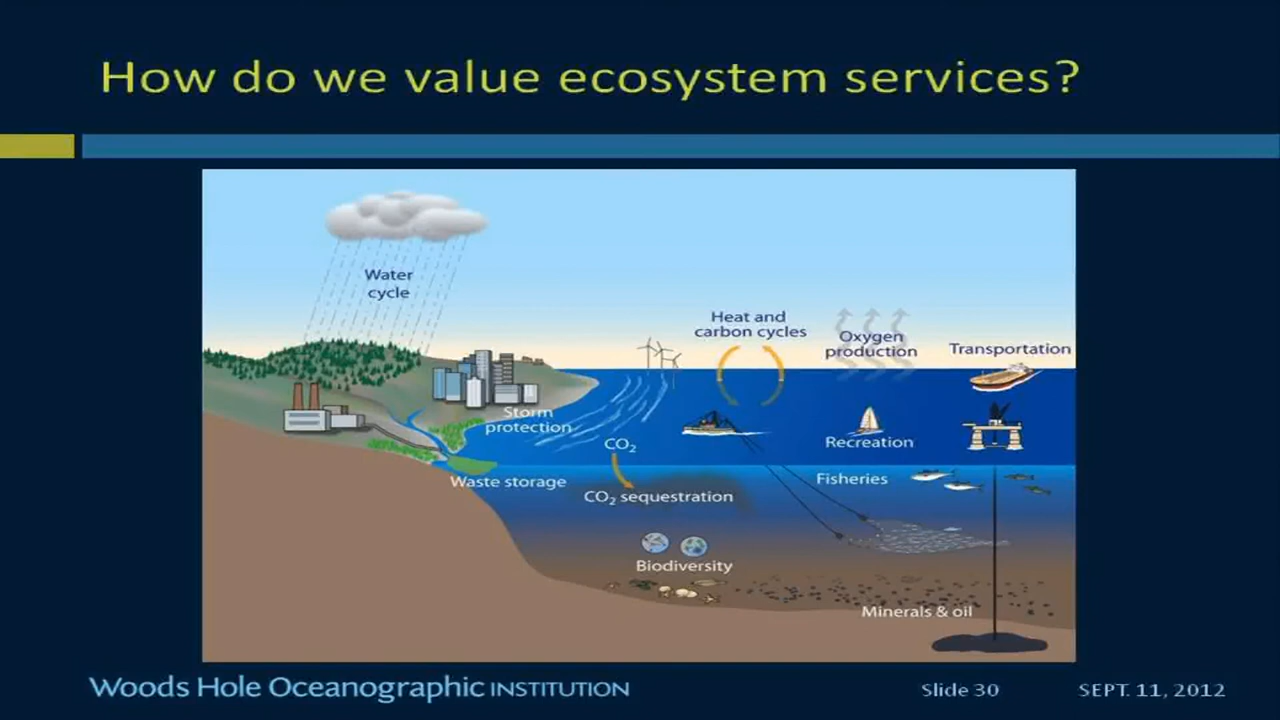 How do we value ecosystem services?
Water
cycle
Heat and
carbon cycles
Oxygen
production
Transportation
Storm
protection
CO₂
Recreation
Waste storage
CO₂ sequestration
Fisheries
Biodiversity
Minerals & oil
Woods Hole Oceanographic INSTITUTION
Slide 30
SEPT. 11, 2012